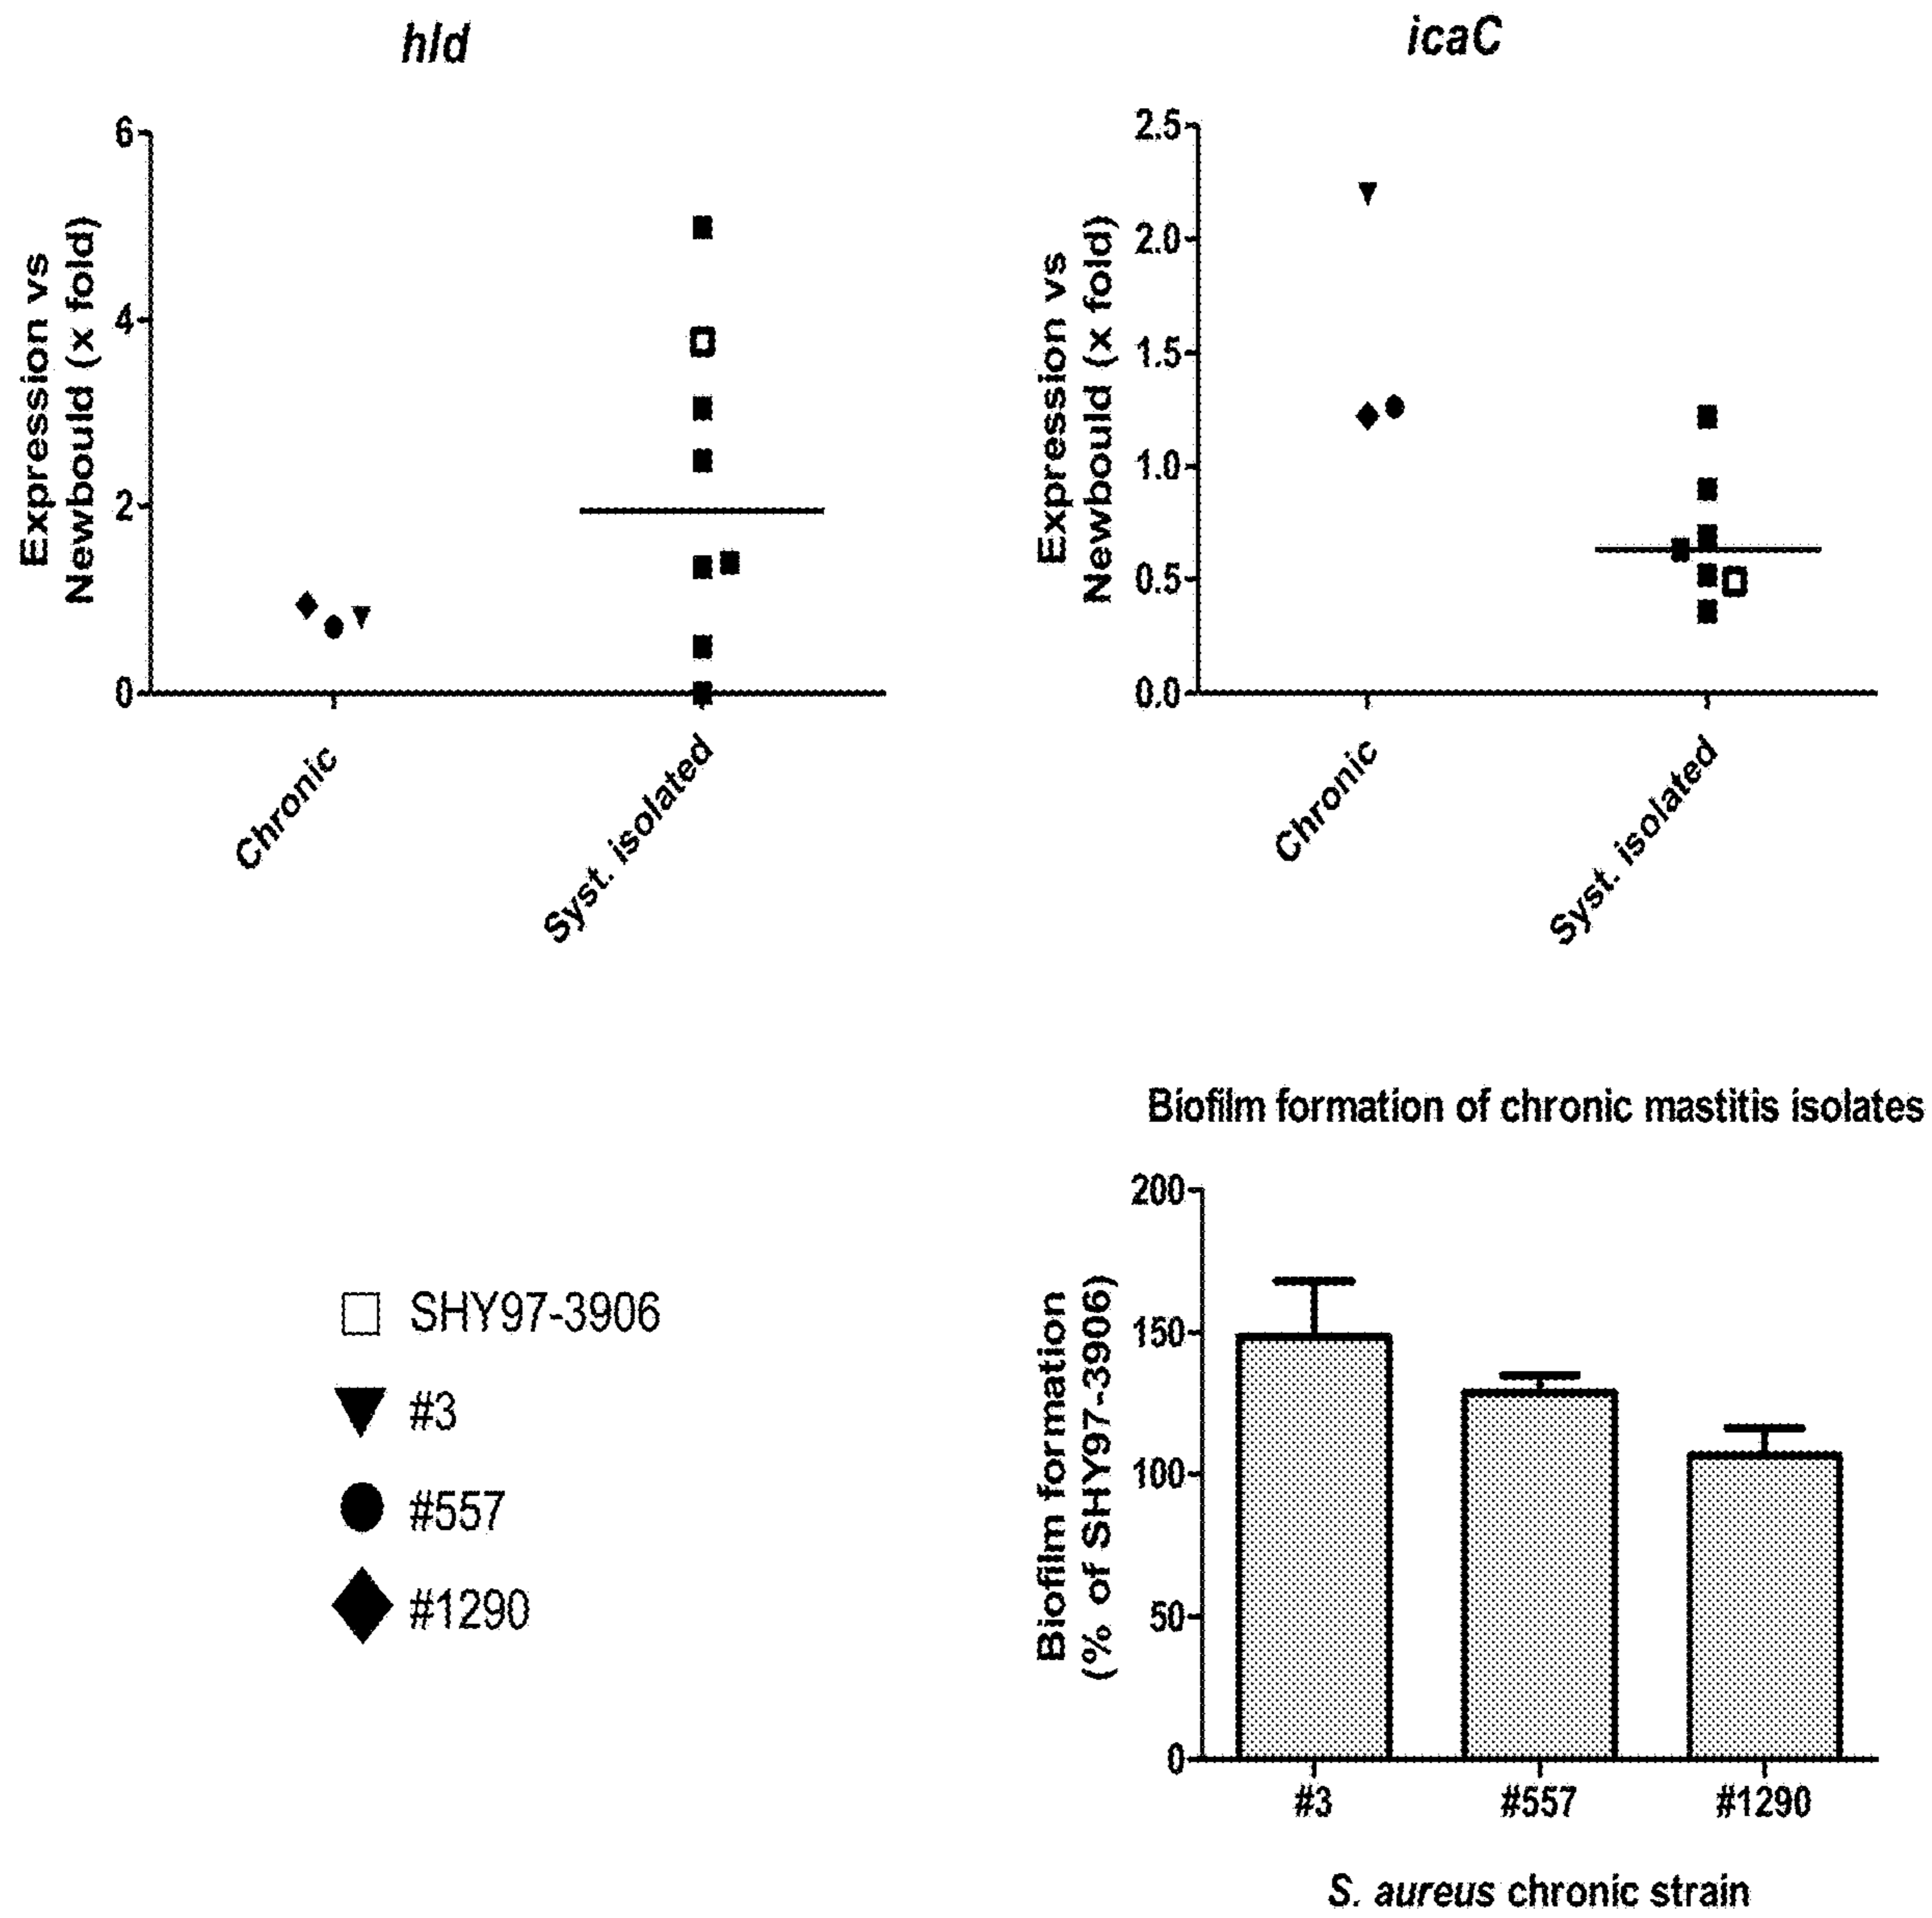 hld
Expression vs
Newbould (x fold)
6
4
2
0
Chronic
Syst. isolated
icaC
Expression vs
Newbould (x fold)
2.5
2.0
1.5
1.0
0.5
0.0
Chronic
Syst. isolated
SHY97-3906
#3
#557
#1290
Biofilm formation of chronic mastitis isolates
Biofilm formation
(% of SHY97-3906)
200
150
100
50
0
#3
#557
#1290
S. aureus chronic strain